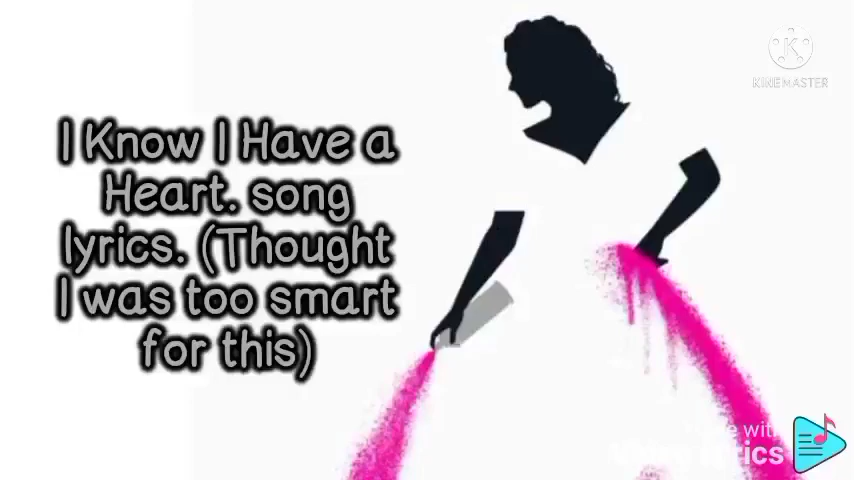 I Know I Have a
Heart. song
lyrics. (Thought
I was too smart
for this)
KINEMASTER